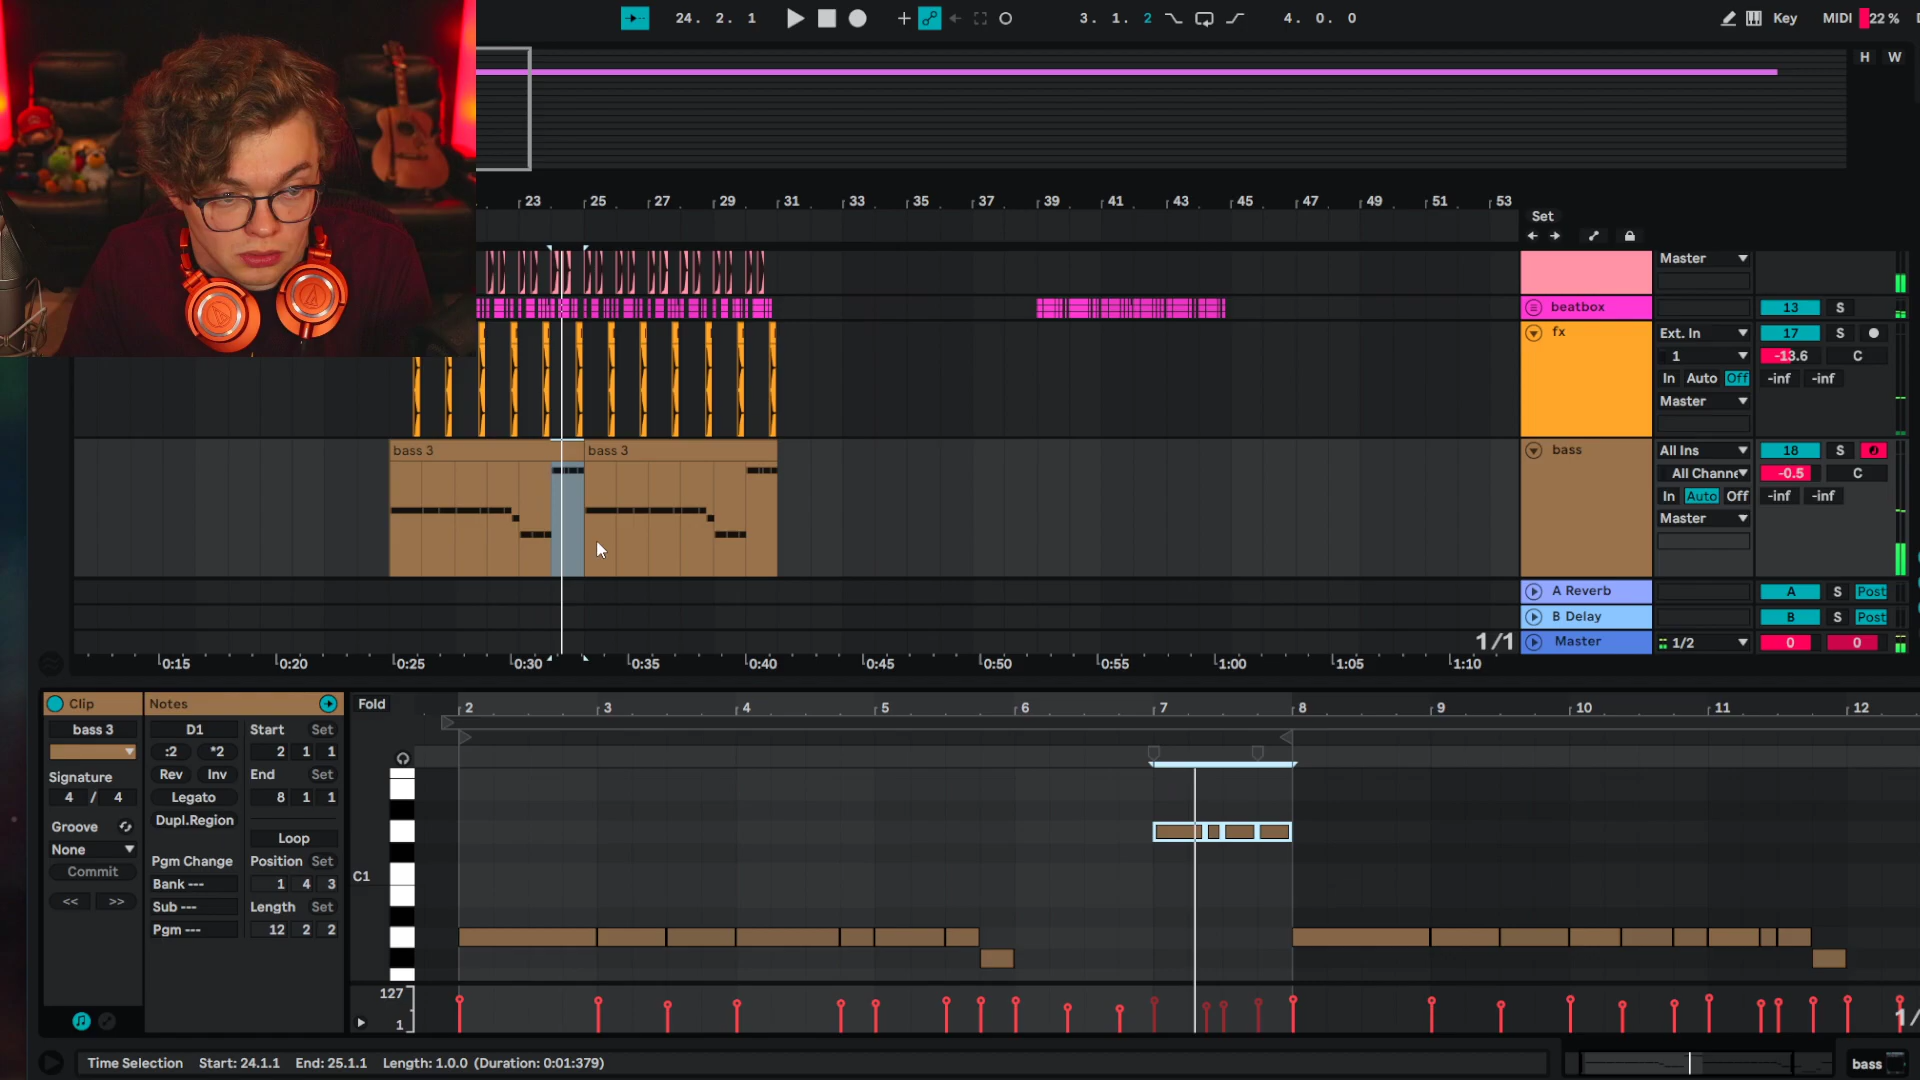 24. 2. 1
3. 1. 2
4. 0. 0
Key
MIDI
22 %
H W
23 25 27 29 31 33 35 37 39 41 43 45 47 49 51 53
Set
Master
beatbox
13
S
fx
Ext. In
17
S
1
-13.6
C
In Auto Off
-inf -inf
Master
bass 3
bass 3
bass
All Ins
18
S
All Channe
-0.5
C
In Auto Off
-inf -inf
Master
A Reverb
A
S
Post
B Delay
B
S
Post
1/1
Master
1/2
0
0
0:15 0:20 0:25 0:30 0:35 0:40 0:45 0:50 0:55 1:00 1:05 1:10
Clip
Notes
Fold
2 3 4 5 6 7 8 9 10 11 12
bass 3
D1
Start Set
:2 *2
2 1 1
Signature
Rev Inv
End Set
4 / 4
Legato
8 1 1
Groove
Dupl.Region
Loop
None
Pgm Change
Position Set
Commit
Bank ---
1 4 3
<< >>
Sub ---
Length Set
Pgm ---
12 2 2
C1
127
1
Time Selection Start: 24.1.1 End: 25.1.1 Length: 1.0.0 (Duration: 0:01:379)
bass